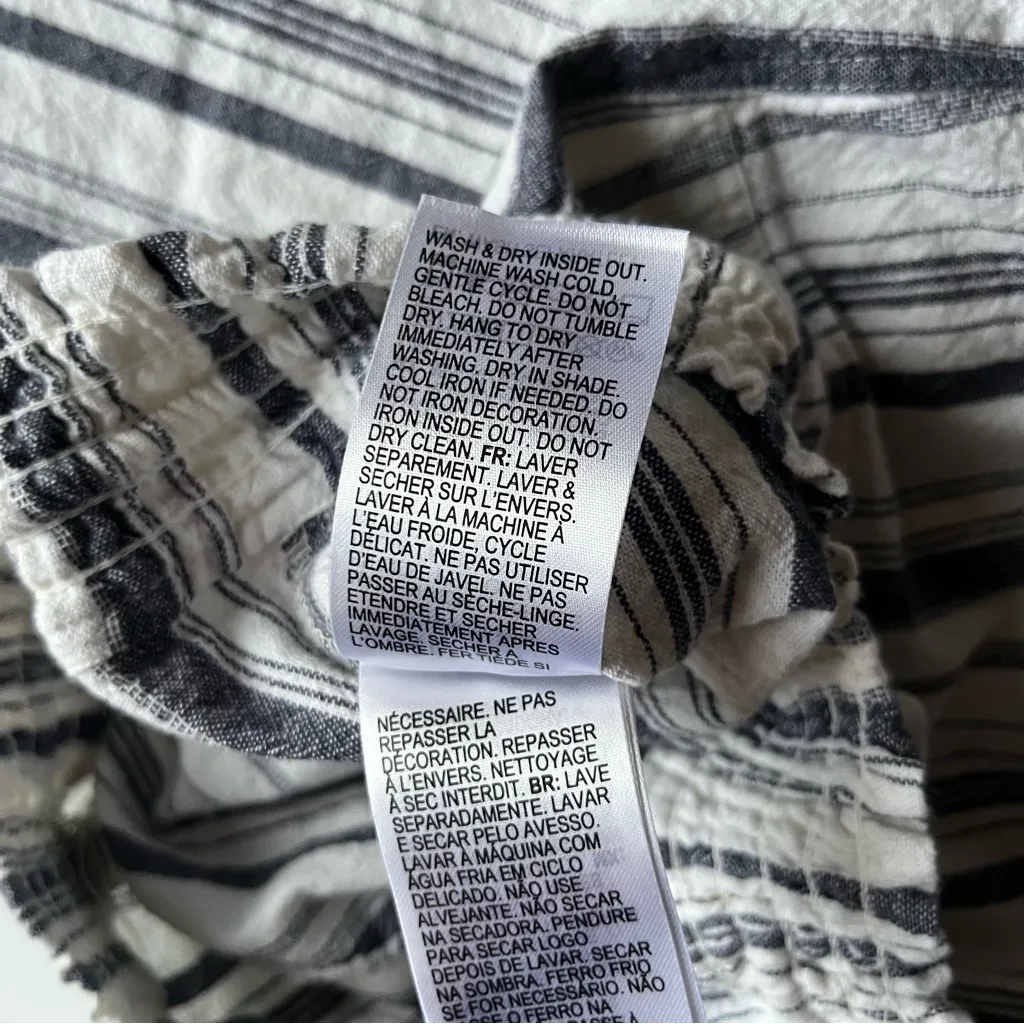 WASH & DRY INSIDE OUT.
MACHINE WASH COLD,
GENTLE CYCLE. DO NOT
BLEACH. DO NOT TUMBLE
DRY. HANG TO DRY
IMMEDIATELY AFTER
WASHING. DRY IN SHADE.
COOL IRON IF NEEDED. DO
NOT IRON DECORATION.
IRON INSIDE OUT. DO NOT
DRY CLEAN. FR: LAVER
SEPAREMENT. LAVER &
SECHER SUR L'ENVERS.
LAVER À LA MACHINE À
L'EAU FROIDE, CYCLE
DÉLICAT. NE PAS UTILISER
D'EAU DE JAVEL. NE PAS
PASSER AU SÈCHE-LINGE.
ETENDRE ET SECHER
IMMEDIATEMENT APRES
LAVAGE. SECHER A
L'OMBRE. FER TIÈDE SI
NÉCESSAIRE. NE PAS
REPASSER LA
DÉCORATION. REPASSER
À L'ENVERS. NETTOYAGE
À SEC INTERDIT. BR: LAVE
SEPARADAMENTE. LAVAR
E SECAR PELO AVESSO.
LAVAR À MÁQUINA COM
ÁGUA FRIA EM CICLO
DELICADO. NÃO USE
ALVEJANTE. NÃO SECAR
NA SECADORA. PENDURE
PARA SECAR LOGO
DEPOIS DE LAVAR. SECAR
NA SOMBRA. FERRO FRIO
SE FOR NECESSÁRIO. NÃO
O FERRO NA